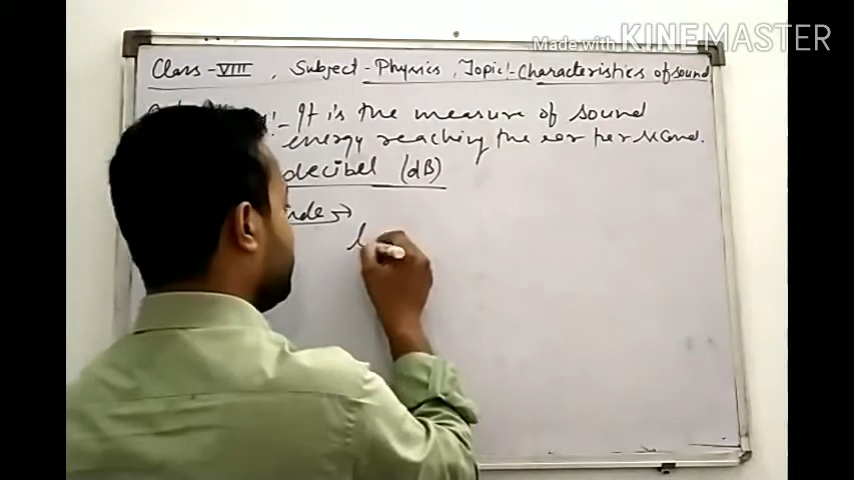 Made with KINEMASTER
Class - VIII , Subject - Physics , Topic! - Characteristics of sound
! - It is the measure of sound
energy reaching the ear per second.
decibel (dB)